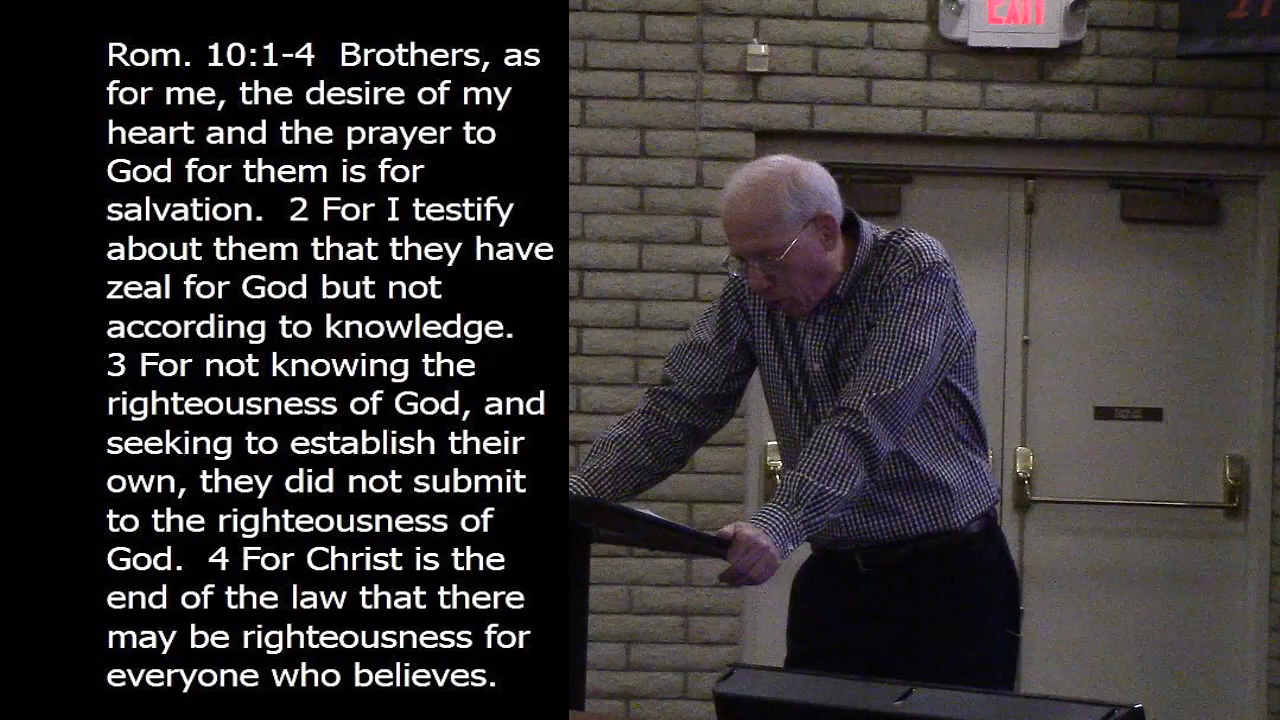 Rom. 10:1-4  Brothers, as
for me, the desire of my
heart and the prayer to
God for them is for
salvation.  2 For I testify
about them that they have
zeal for God but not
according to knowledge.
3 For not knowing the
righteousness of God, and
seeking to establish their
own, they did not submit
to the righteousness of
God.  4 For Christ is the
end of the law that there
may be righteousness for
everyone who believes.
EXIT